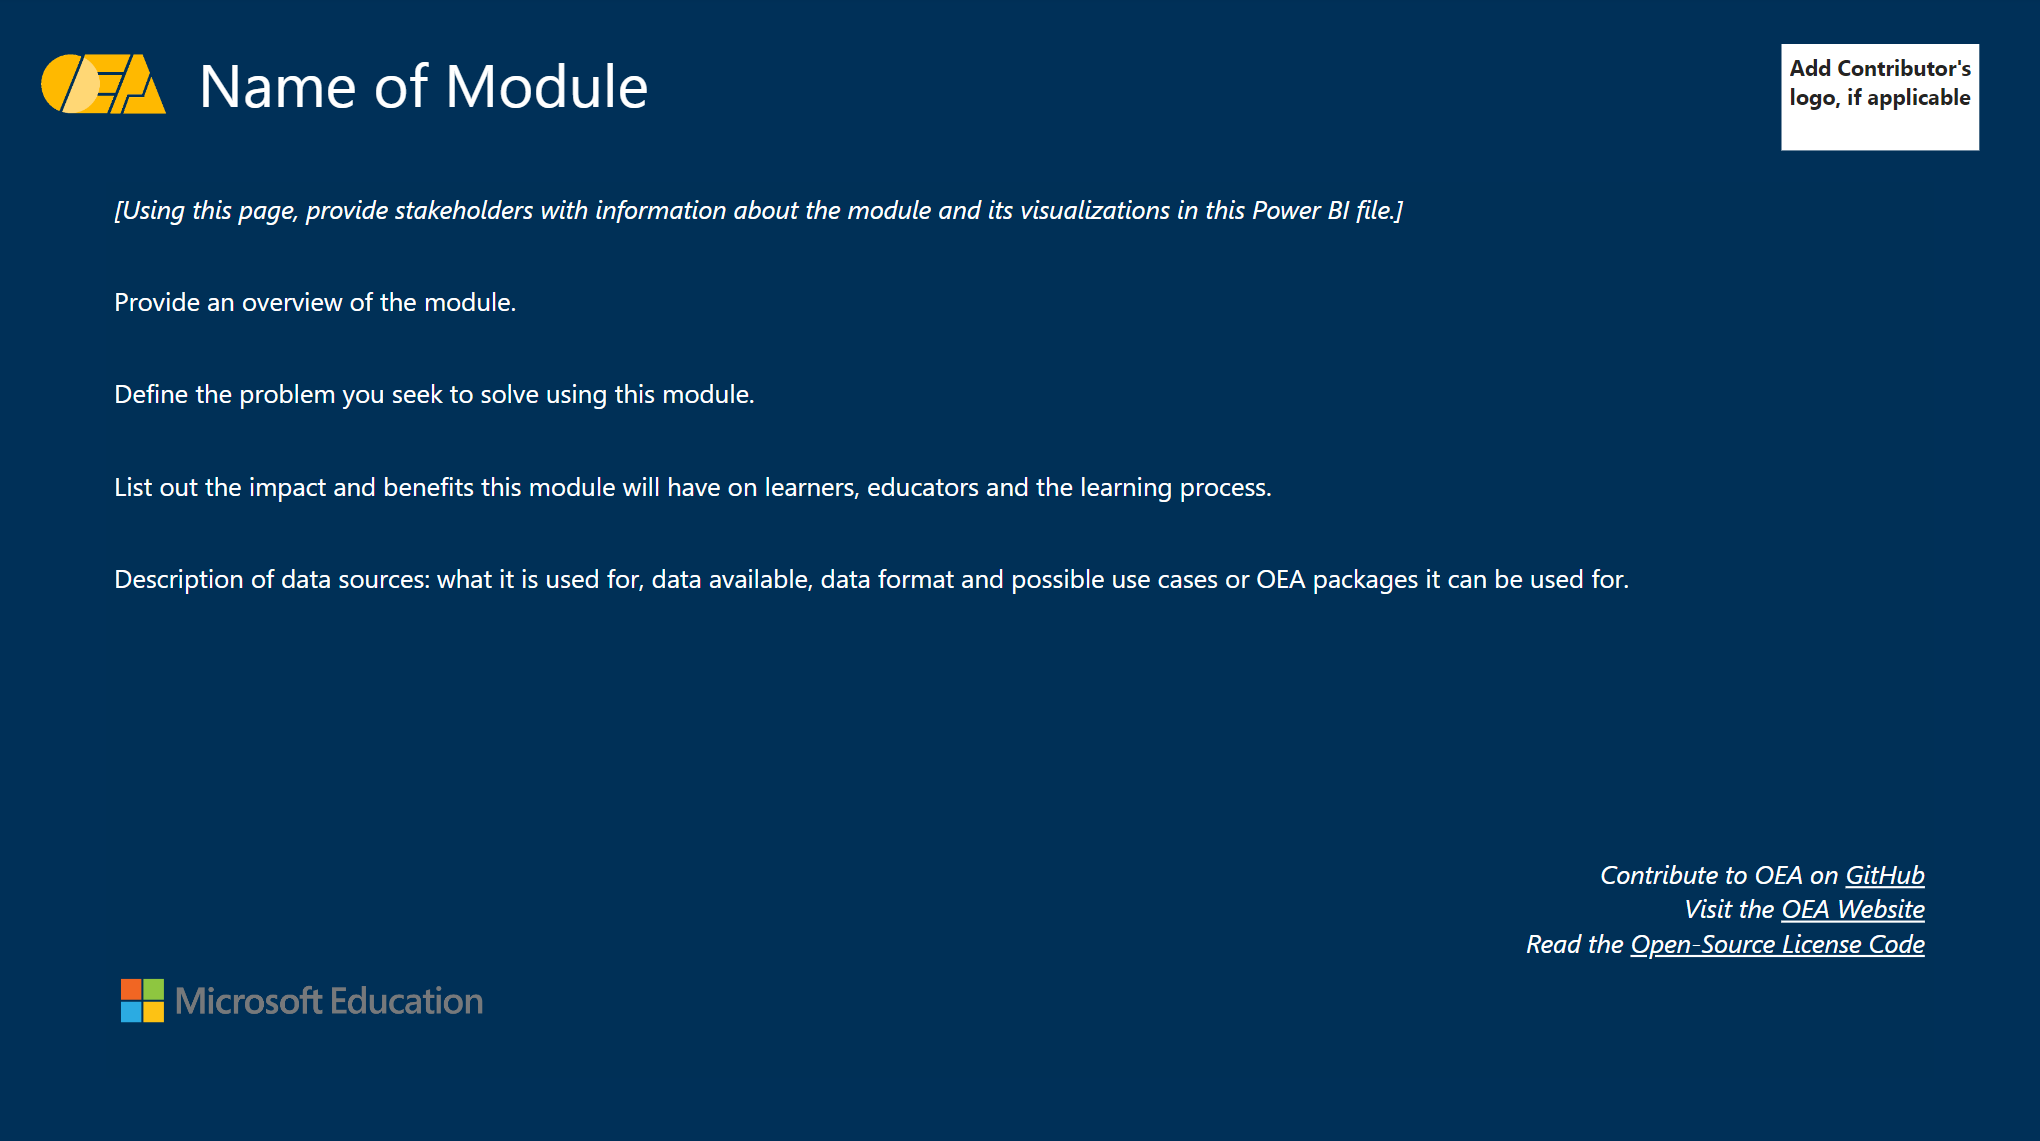 OEA
Name of Module
Add Contributor's
logo, if applicable
[Using this page, provide stakeholders with information about the module and its visualizations in this Power BI file.]
Provide an overview of the module.
Define the problem you seek to solve using this module.
List out the impact and benefits this module will have on learners, educators and the learning process.
Description of data sources: what it is used for, data available, data format and possible use cases or OEA packages it can be used for.
Contribute to OEA on GitHub
Visit the OEA Website
Read the Open-Source License Code
Microsoft Education